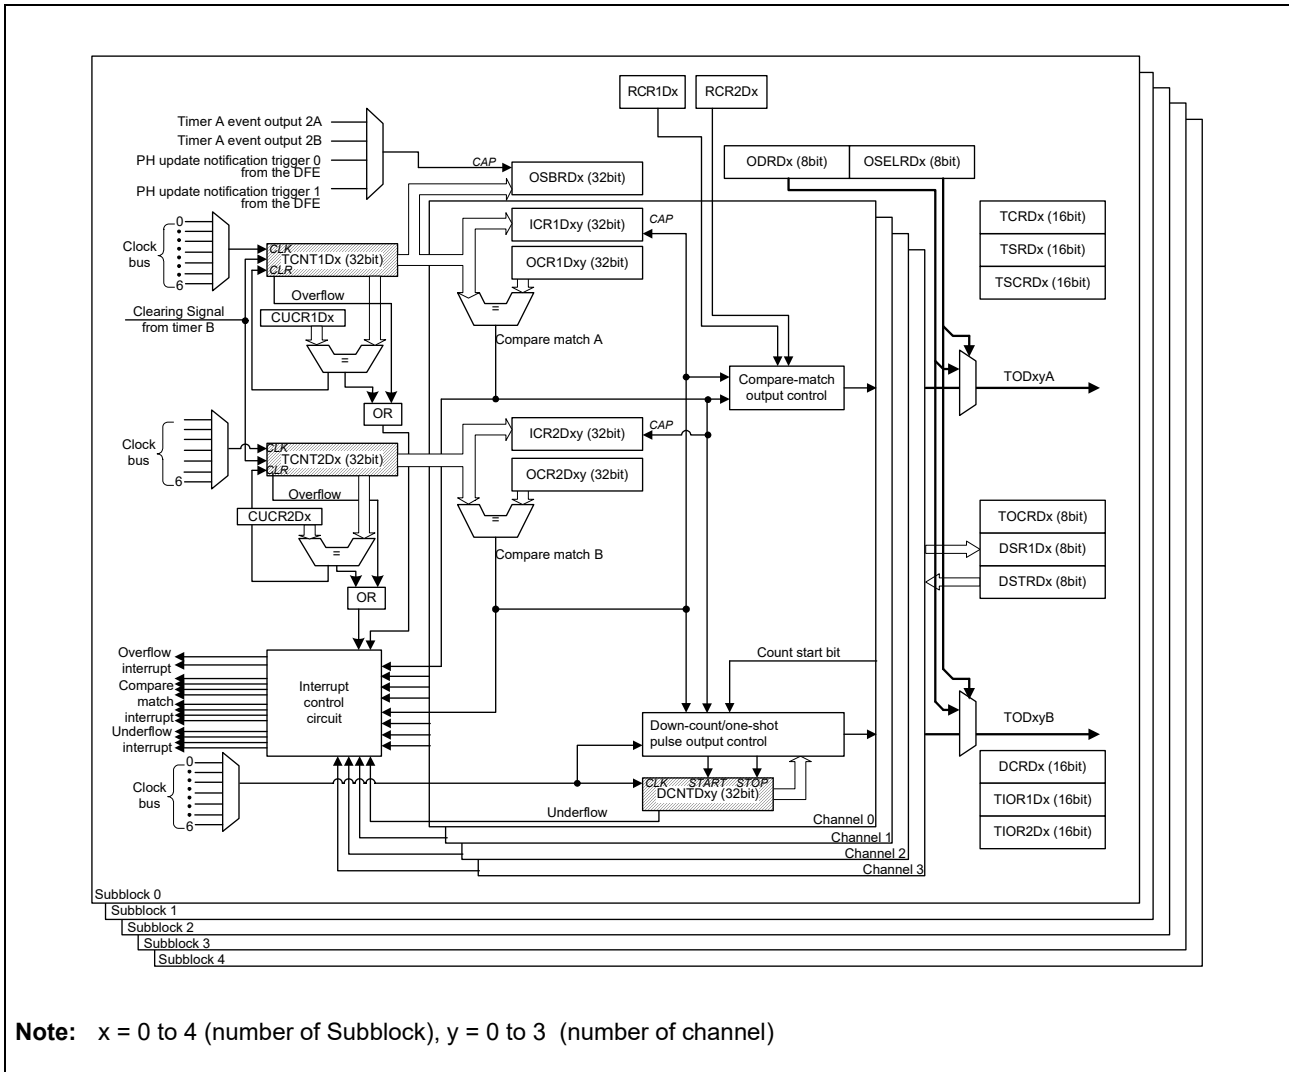 RCR1Dx
RCR2Dx
Timer A event output 2A
Timer A event output 2B
PH update notification trigger 0
from the DFE
PH update notification trigger 1
from the DFE
CAP
OSBRDx (32bit)
ODRDx (8bit)
OSELRDx (8bit)
0
Clock
bus
6
CLK
TCNT1Dx (32bit)
CLR
ICR1Dxy (32bit)
CAP
OCR1Dxy (32bit)
=
Compare match A
TCRDx (16bit)
TSRDx (16bit)
TSCRDx (16bit)
Overflow
Clearing Signal
from timer B
CUCR1Dx
=
OR
Compare-match
output control
TODxyA
Clock
bus
6
CLK
TCNT2Dx (32bit)
CLR
ICR2Dxy (32bit)
CAP
OCR2Dxy (32bit)
=
Compare match B
Overflow
CUCR2Dx
=
OR
TOCRDx (8bit)
DSR1Dx (8bit)
DSTRDx (8bit)
Overflow
interrupt
Compare
match
interrupt
Underflow
interrupt
Interrupt
control
circuit
Count start bit
Down-count/one-shot
pulse output control
TODxyB
0
Clock
bus
6
CLK
START
STOP
DCNTDxy (32bit)
Underflow
DCRDx (16bit)
TIOR1Dx (16bit)
TIOR2Dx (16bit)
Channel 0
Channel 1
Channel 2
Channel 3
Subblock 0
Subblock 1
Subblock 2
Subblock 3
Subblock 4
Note: x = 0 to 4 (number of Subblock), y = 0 to 3 (number of channel)